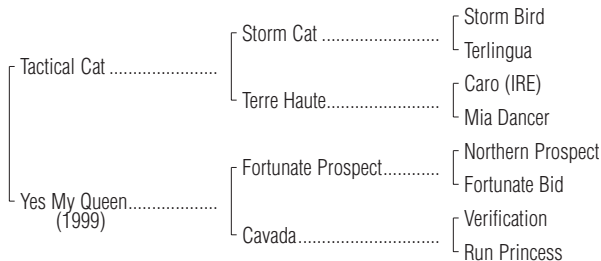 Storm Bird
Storm Cat ........................
Terlingua
Tactical Cat ......................
Caro (IRE)
Terre Haute.......................
Mia Dancer
Northern Prospect
Fortunate Prospect............
Fortunate Bid
Yes My Queen..................
(1999)
Verification
Cavada.............................
Run Princess